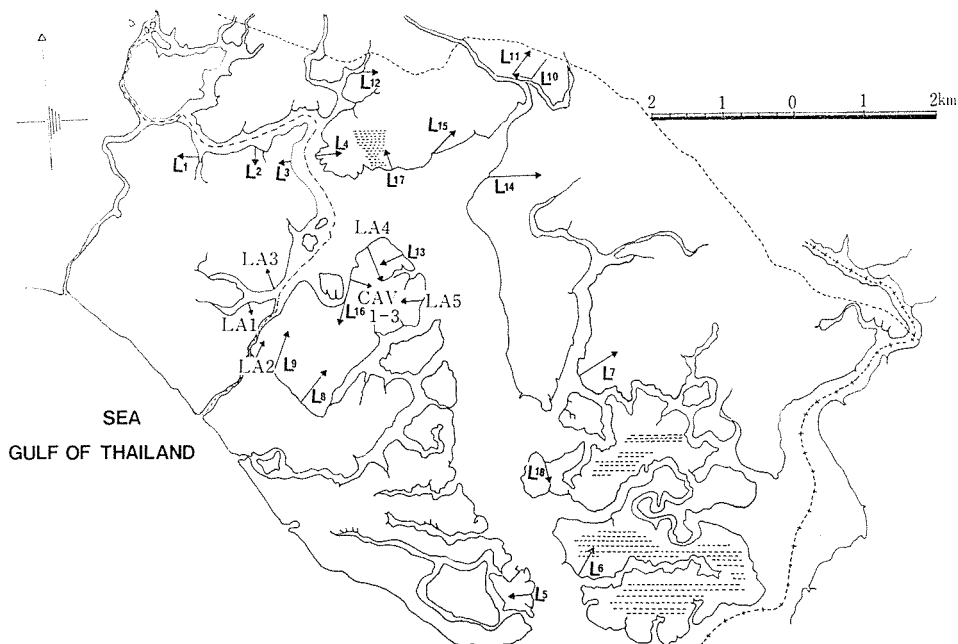 L11
L10
L12
2 1 0 1 2km
L15
L4
L1
L2
L3
L17
L14
LA4
L13
LA3
CAV
1-3
LA5
L16
LA1
LA2
L9
L7
L8
SEA
GULF OF THAILAND
L18
L6
L5